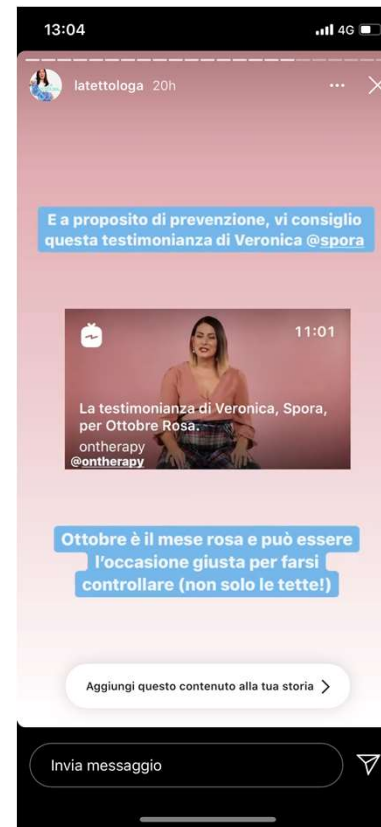 13:04
4G
latettologa 20h
E a proposito di prevenzione, vi consiglio
questa testimonianza di Veronica @spora
11:01
La testimonianza di Veronica, Spora,
per Ottobre Rosa.
ontherapy
@ontherapy
Ottobre è il mese rosa e può essere
l'occasione giusta per farsi
controllare (non solo le tette!)
Aggiungi questo contenuto alla tua storia
Invia messaggio